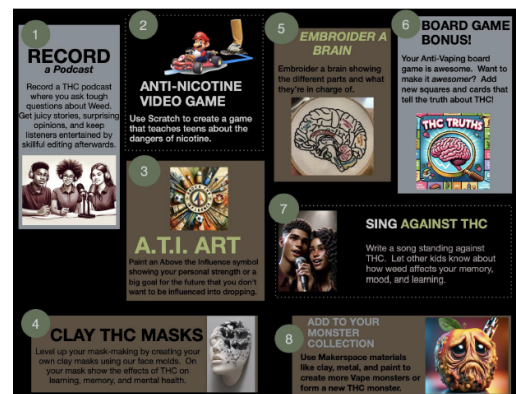 1
RECORD
a Podcast
Record a THC podcast
where you ask tough
questions about Weed.
Get juicy stories, surprising
opinions, and keep
listeners entertained by
skillful editing afterwards.
2
ANTI-NICOTINE
VIDEO GAME
Use Scratch to create a game
that teaches teens about the
dangers of nicotine.
3
A.T.I. ART
Paint an Above the Influence symbol
showing your personal strength or a
big goal for the future that you don't
want to be influenced into dropping.
4
CLAY THC MASKS
Level up your mask-making by creating your
own clay masks using our face molds. On
your mask show the effects of THC on
learning, memory, and mental health.
5
EMBROIDER A
BRAIN
Embroider a brain showing
the different parts and what
they're in charge of.
6
BOARD GAME
BONUS!
Your Anti-Vaping board
game is awesome. Want to
make it awesomer? Add
new squares and cards that
tell the truth about THC!
THC TRUTHS
7
SING AGAINST THC
Write a song standing against
THC. Let other kids know about
how weed affects your memory,
mood, and learning.
8
ADD TO YOUR
MONSTER
COLLECTION
Use Makerspace materials
like clay, metal, and paint to
create more Vape monsters or
form a new THC monster.